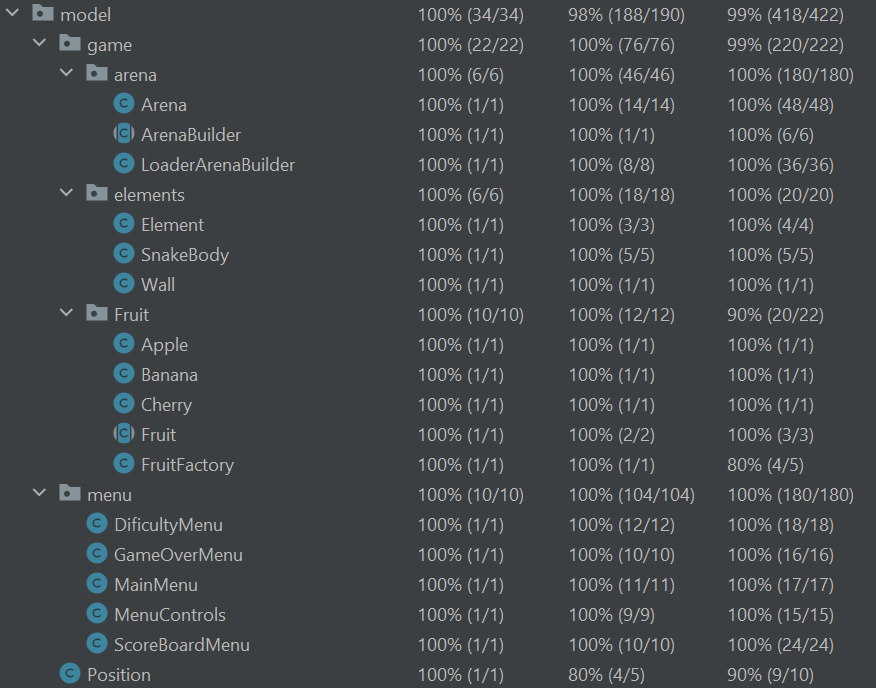 model 100% (34/34) 98% (188/190) 99% (418/422)
game 100% (22/22) 100% (76/76) 99% (220/222)
arena 100% (6/6) 100% (46/46) 100% (180/180)
C Arena 100% (1/1) 100% (14/14) 100% (48/48)
C ArenaBuilder 100% (1/1) 100% (1/1) 100% (6/6)
C LoaderArenaBuilder 100% (1/1) 100% (8/8) 100% (36/36)
elements 100% (6/6) 100% (18/18) 100% (20/20)
C Element 100% (1/1) 100% (3/3) 100% (4/4)
C SnakeBody 100% (1/1) 100% (5/5) 100% (5/5)
C Wall 100% (1/1) 100% (1/1) 100% (1/1)
Fruit 100% (10/10) 100% (12/12) 90% (20/22)
C Apple 100% (1/1) 100% (1/1) 100% (1/1)
C Banana 100% (1/1) 100% (1/1) 100% (1/1)
C Cherry 100% (1/1) 100% (1/1) 100% (1/1)
C Fruit 100% (1/1) 100% (2/2) 100% (3/3)
C FruitFactory 100% (1/1) 100% (1/1) 80% (4/5)
menu 100% (10/10) 100% (104/104) 100% (180/180)
C DificultyMenu 100% (1/1) 100% (12/12) 100% (18/18)
C GameOverMenu 100% (1/1) 100% (10/10) 100% (16/16)
C MainMenu 100% (1/1) 100% (11/11) 100% (17/17)
C MenuControls 100% (1/1) 100% (9/9) 100% (15/15)
C ScoreBoardMenu 100% (1/1) 100% (10/10) 100% (24/24)
C Position 100% (1/1) 80% (4/5) 90% (9/10)